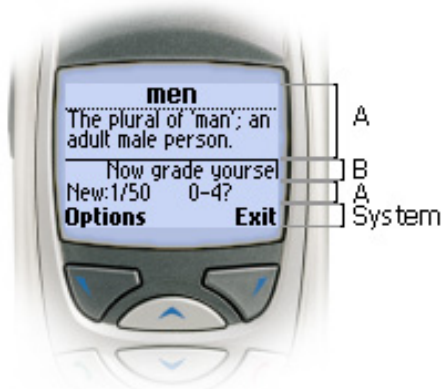 men
The plural of 'man'; an
adult male person.
Now grade yoursel
New:1/50 0-4?
Options Exit
A
B
A
System